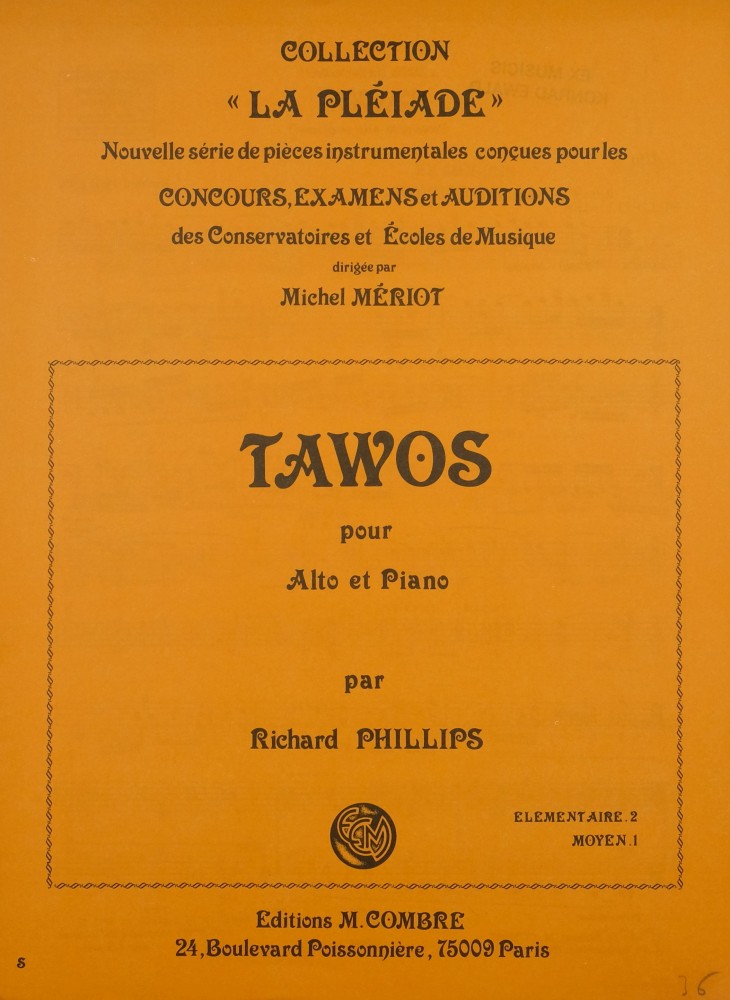 COLLECTION
« LA PLÉIADE »
Nouvelle série de pièces instrumentales conçues pour les
CONCOURS, EXAMENS et AUDITIONS
des Conservatoires et Écoles de Musique
dirigée par
Michel MÉRIOT
TAWOS
pour
Alto et Piano
par
Richard PHILLIPS
ÉLEMENTAIRE.2
MOYEN.1
Editions M. COMBRE
24, Boulevard Poissonnière, 75009 Paris
S